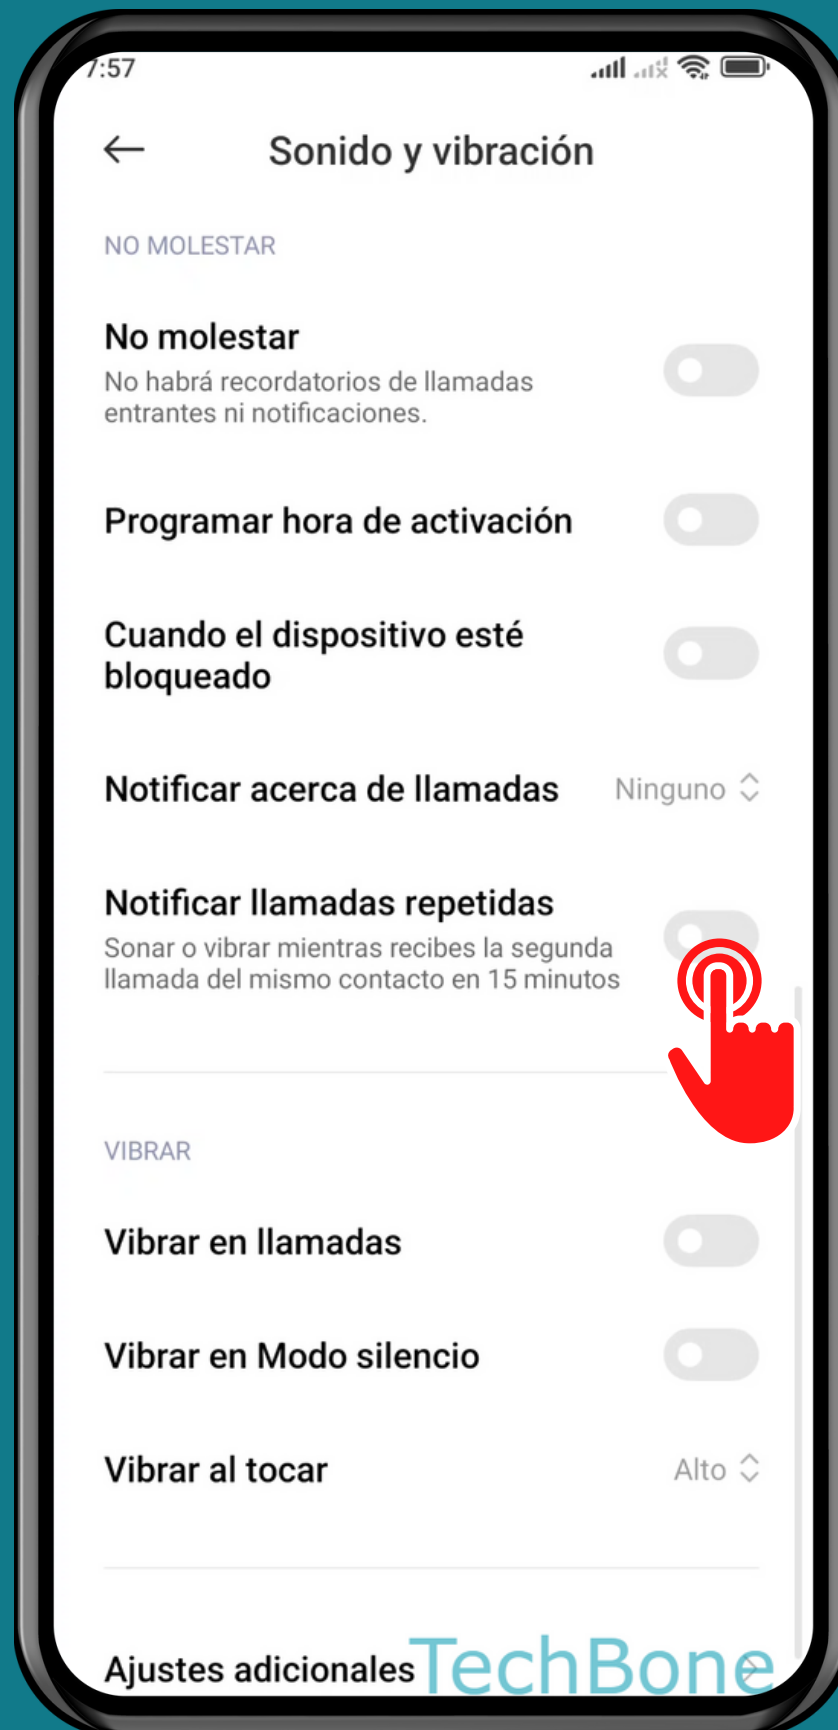 7:57
Sonido y vibración
NO MOLESTAR
No molestar
No habrá recordatorios de llamadas
entrantes ni notificaciones.
Programar hora de activación
Cuando el dispositivo esté
bloqueado
Notificar acerca de llamadas
Ninguno
Notificar llamadas repetidas
Sonar o vibrar mientras recibes la segunda
llamada del mismo contacto en 15 minutos
VIBRAR
Vibrar en llamadas
Vibrar en Modo silencio
Vibrar al tocar
Alto
Ajustes adicionales
TechBone